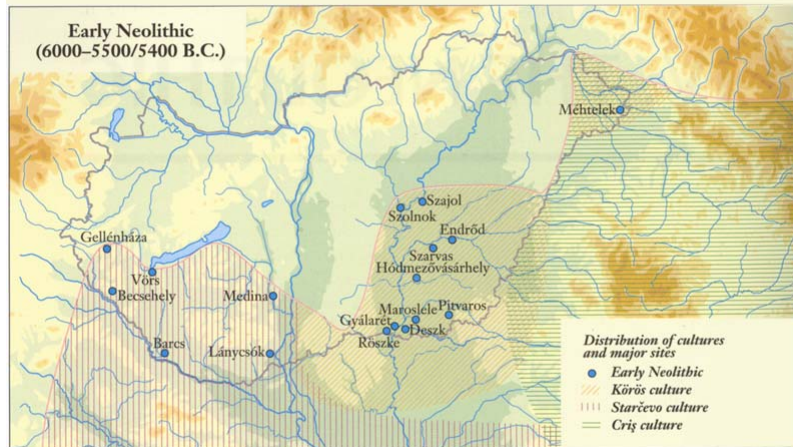 Early Neolithic
(6000–5500/5400 B.C.)
Méhtelek
Szajol
Szolnok
Endrőd
Szarvas
Hódmezővásárhely
Gellénháza
Vörs
Becsehely
Medina
Maroslele
Pitvaros
Gyálarét
Deszk
Röszke
Barcs
Lánycsók
Distribution of cultures
and major sites
Early Neolithic
Körös culture
Starčevo culture
Criş culture